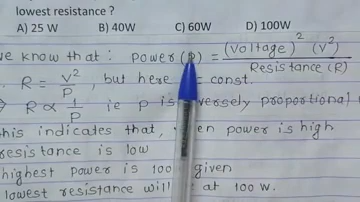 lowest resistance ?
A) 25 W B) 40W C) 60W D) 100W
we know that : Power (P) = (Voltage)² (V²) / Resistance (R)
R = V²/P , but here = const.
R ∝ 1/P ie P is inversely proportional
This indicates that, when power is high
resistance is low
highest power is 100 given
lowest resistance will at 100 W.